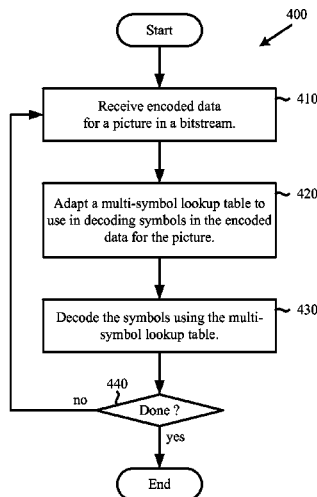 400
Start
410
Receive encoded data
for a picture in a bitstream.
420
Adapt a multi-symbol lookup table to
use in decoding symbols in the encoded
data for the picture.
430
Decode the symbols using the multi-
symbol lookup table.
440
no
Done ?
yes
End